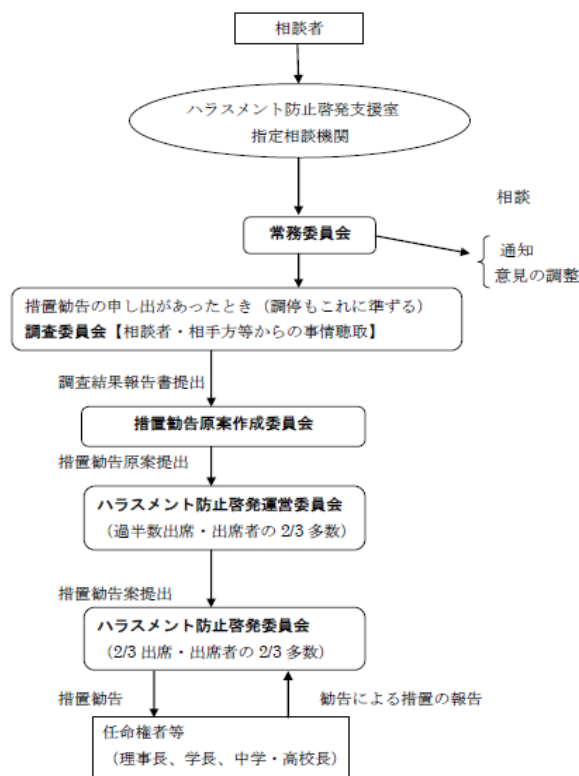 相談者
ハラスメント防止啓発支援室
指定相談機関
相談
常務委員会
通知
意見の調整
措置勧告の申し出があったとき（調停もこれに準ずる）
調査委員会【相談者・相手方等からの事情聴取】
調査結果報告書提出
措置勧告原案作成委員会
措置勧告原案提出
ハラスメント防止啓発運営委員会
（過半数出席・出席者の 2/3 多数）
措置勧告案提出
ハラスメント防止啓発委員会
（2/3 出席・出席者の 2/3 多数）
措置勧告
勧告による措置の報告
任命権者等
（理事長、学長、中学・高校長）